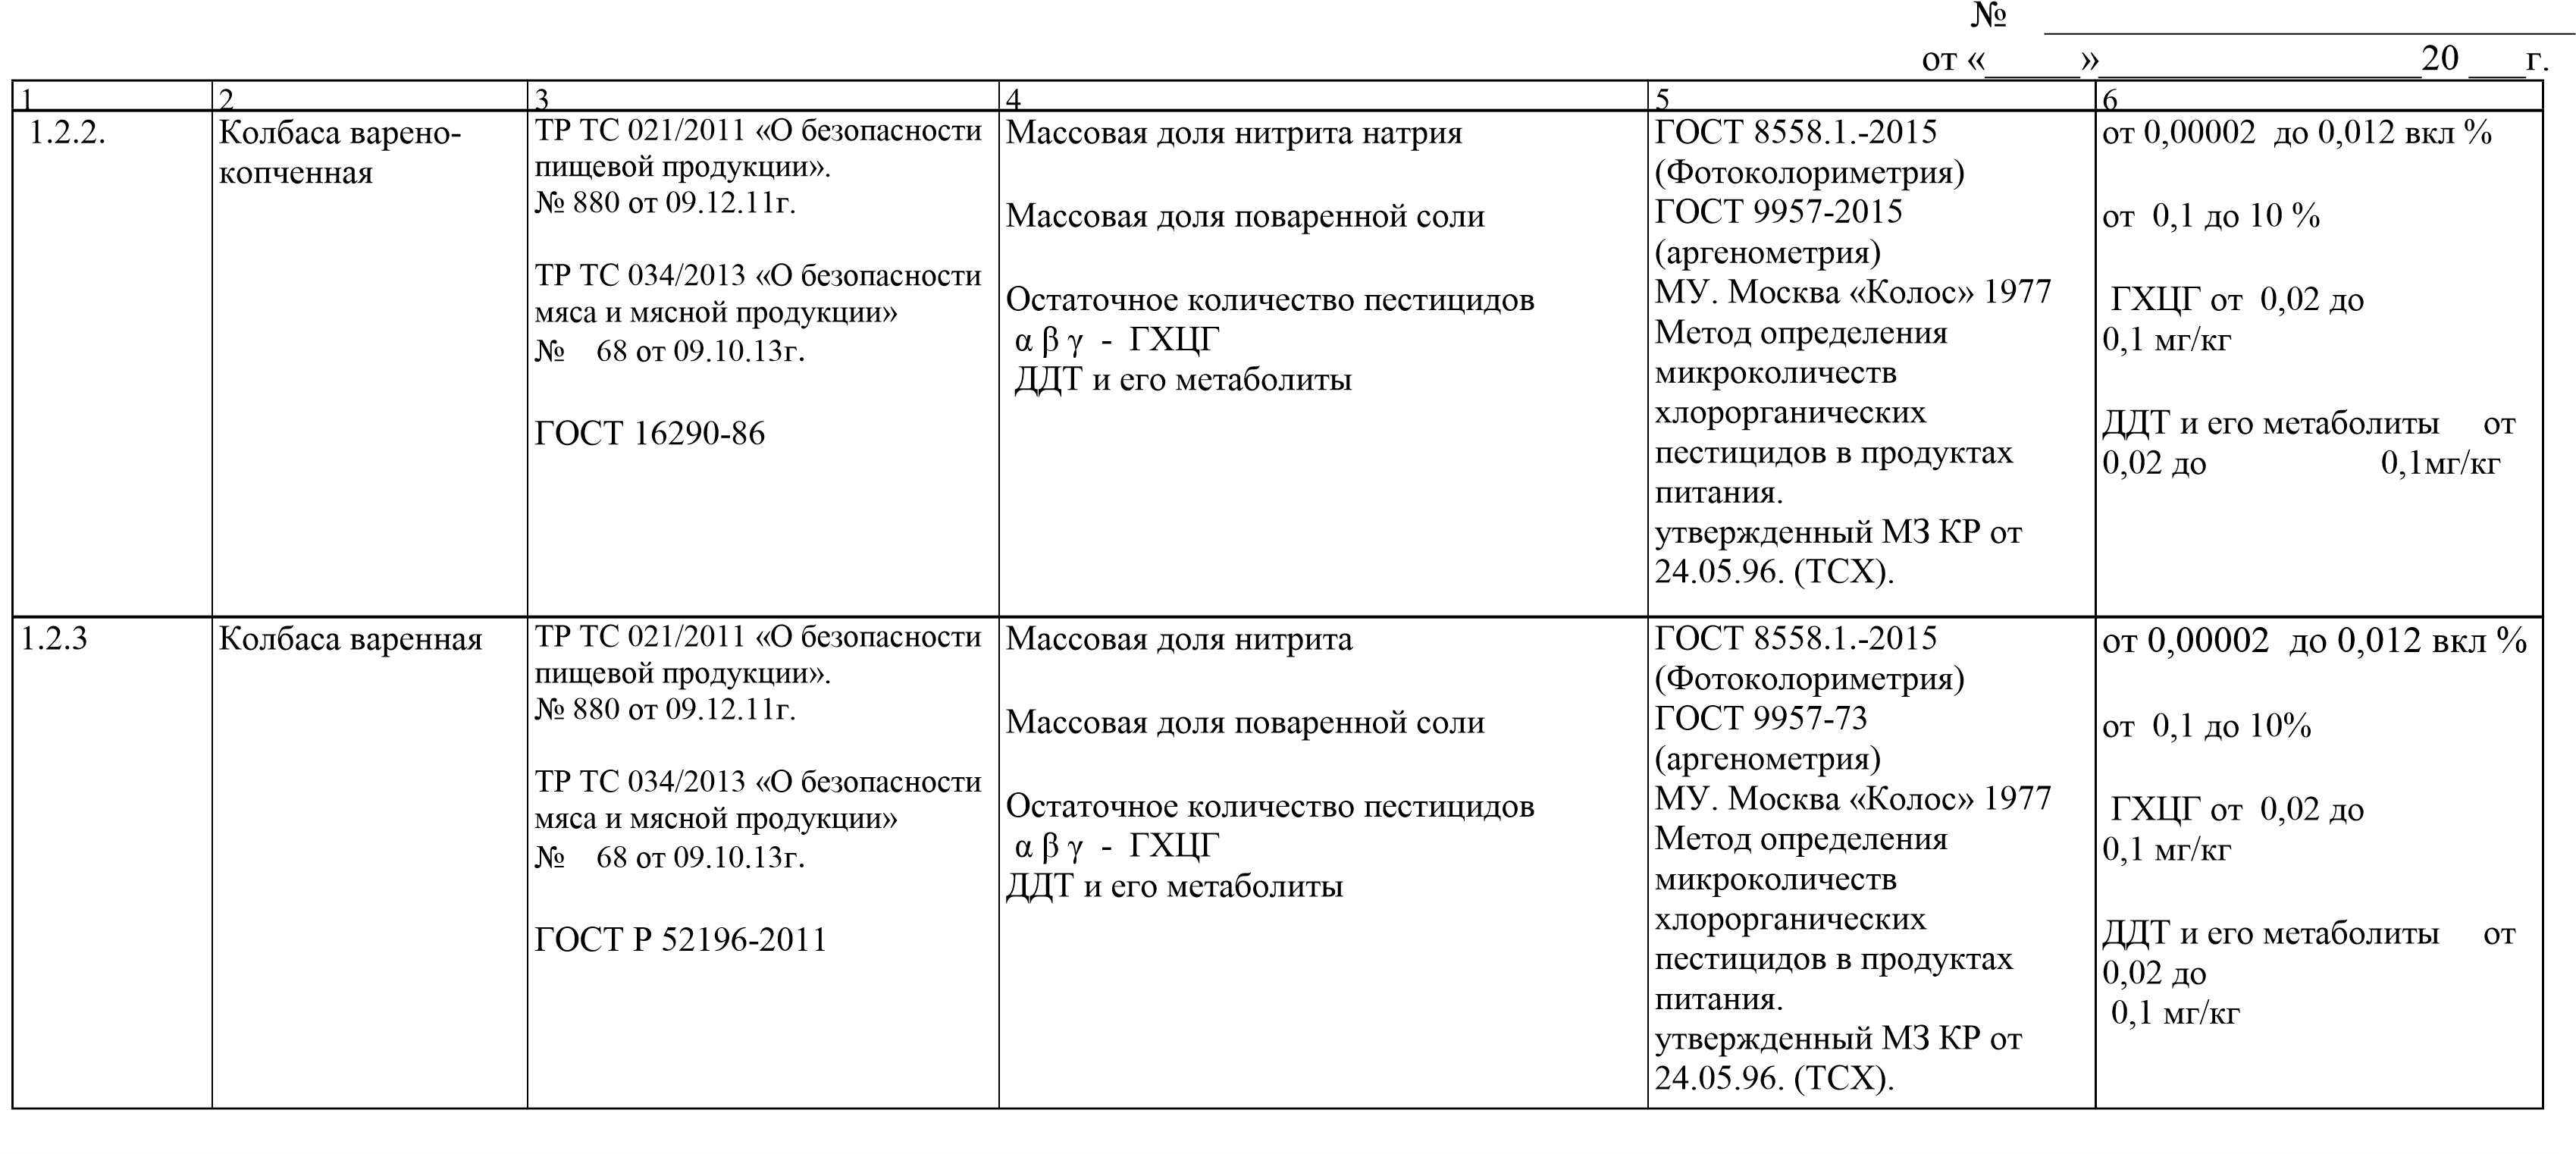 № ____________________________
от «______»_________________20 ___г.
1 2 3 4 5 6
1.2.2.
Колбаса варено-
копченная
ТР ТС 021/2011 «О безопасности
пищевой продукции».
№ 880 от 09.12.11г.
ТР ТС 034/2013 «О безопасности
мяса и мясной продукции»
№ 68 от 09.10.13г.
ГОСТ 16290-86
Массовая доля нитрита натрия
Массовая доля поваренной соли
Остаточное количество пестицидов
α β γ - ГХЦГ
ДДТ и его метаболиты
ГОСТ 8558.1.-2015
(Фотоколориметрия)
ГОСТ 9957-2015
(аргенометрия)
МУ. Москва «Колос» 1977
Метод определения
микроколичеств
хлорорганических
пестицидов в продуктах
питания.
утвержденный МЗ КР от
24.05.96. (ТСХ).
от 0,00002 до 0,012 вкл %
от 0,1 до 10 %
ГХЦГ от 0,02 до
0,1 мг/кг
ДДТ и его метаболиты от
0,02 до 0,1мг/кг
1.2.3
Колбаса варенная
ТР ТС 021/2011 «О безопасности
пищевой продукции».
№ 880 от 09.12.11г.
ТР ТС 034/2013 «О безопасности
мяса и мясной продукции»
№ 68 от 09.10.13г.
ГОСТ Р 52196-2011
Массовая доля нитрита
Массовая доля поваренной соли
Остаточное количество пестицидов
α β γ - ГХЦГ
ДДТ и его метаболиты
ГОСТ 8558.1.-2015
(Фотоколориметрия)
ГОСТ 9957-73
(аргенометрия)
МУ. Москва «Колос» 1977
Метод определения
микроколичеств
хлорорганических
пестицидов в продуктах
питания.
утвержденный МЗ КР от
24.05.96. (ТСХ).
от 0,00002 до 0,012 вкл %
от 0,1 до 10%
ГХЦГ от 0,02 до
0,1 мг/кг
ДДТ и его метаболиты от
0,02 до
0,1 мг/кг